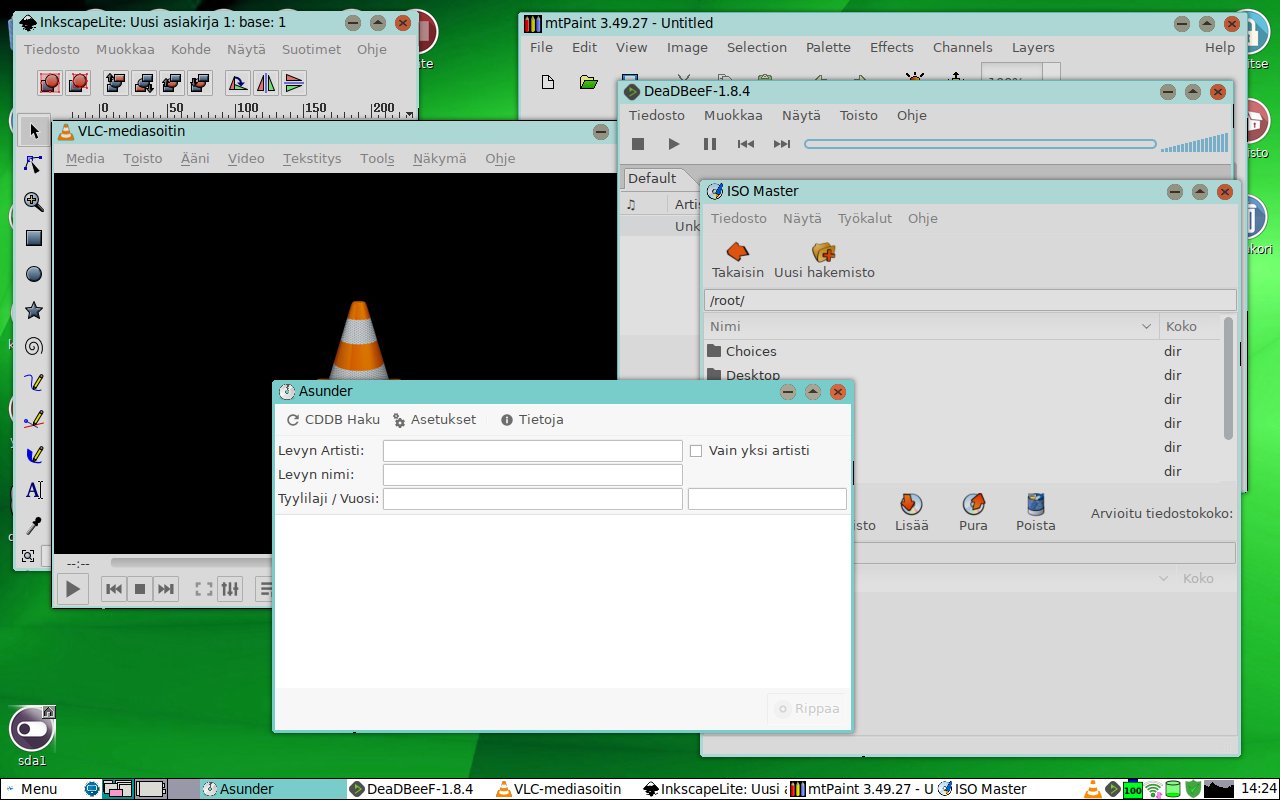 InkscapeLite: Uusi asiakirja 1: base: 1
Tiedosto Muokkaa Kohde Näytä Suotimet Ohje
0 50 100 150 200
mtPaint 3.49.27 - Untitled
File Edit View Image Selection Palette Effects Channels Layers Help
DeaDBeeF-1.8.4
Tiedosto Muokkaa Näytä Toisto Ohje
Default
VLC-mediasoitin
Media Toisto Ääni Video Tekstitys Tools Näkymä Ohje
--:--
ISO Master
Tiedosto Näytä Työkalut Ohje
Takaisin Uusi hakemisto
/root/
Nimi Koko
Choices dir
Desktop dir
dir
dir
dir
dir
Lisää Pura Poista Arvioitu tiedostokoko:
Koko
Asunder
CDDB Haku Asetukset Tietoja
Levyn Artisti: Vain yksi artisti
Levyn nimi:
Tyylilaji / Vuosi:
Rippaa
sda1
Menu Asunder DeaDBeeF-1.8.4 VLC-mediasoitin InkscapeLite: Uusi mtPaint 3.49.27 - U ISO Master 100 14:24